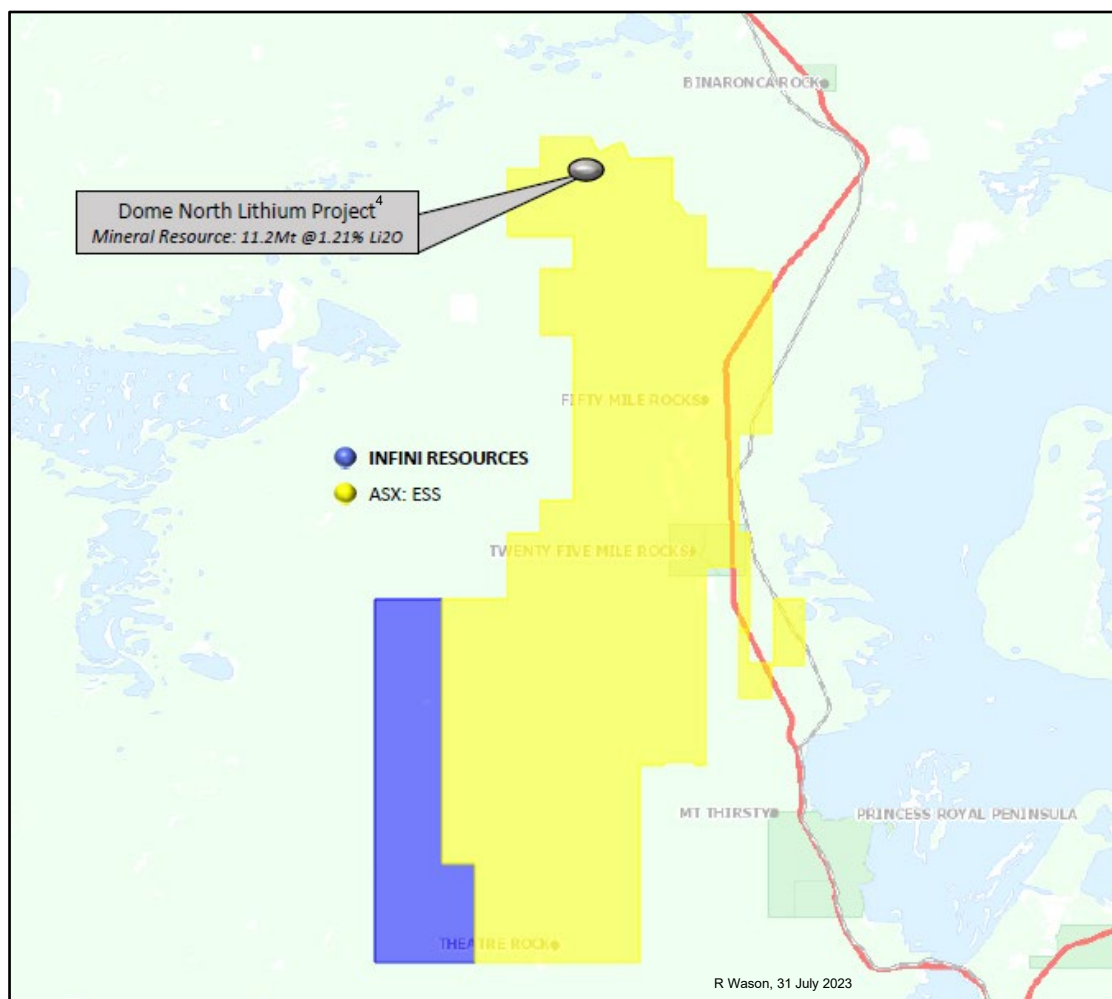 BINARONCA ROCK
Dome North Lithium Project4
Mineral Resource: 11.2Mt @1.21% Li2O
FIFTY MILE ROCKS
INFINI RESOURCES
ASX: ESS
TWENTY FIVE MILE ROCKS
MT THIRSTY
PRINCESS ROYAL PENINSULA
THEATRE ROCK
R Wason, 31 July 2023